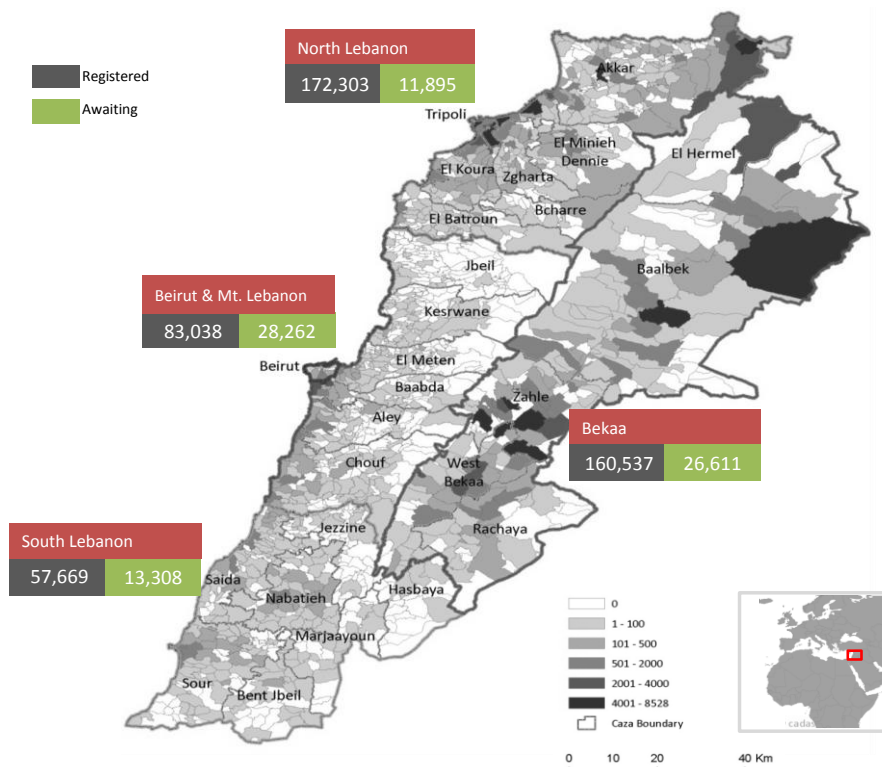 North Lebanon
172,303 11,895
Registered
Awaiting
Akkar
Tripoli
El Minieh
Dennie
El Hermel
El Koura
Zgharta
Bcharre
El Batroun
Jbeil
Baalbek
Beirut & Mt. Lebanon
83,038 28,262
Kesrwane
El Meten
Beirut
Baabda
Zahle
Aley
Bekaa
160,537 26,611
Chouf
West
Bekaa
Jezzine
Rachaya
South Lebanon
57,669 13,308
Saida
Hasbaya
Nabatieh
Marjaayoun
Sour
Bent Jbeil
0
1 - 100
101 - 500
501 - 2000
2001 - 4000
4001 - 8528
Caza Boundary
cadas
0 10 20 40 Km